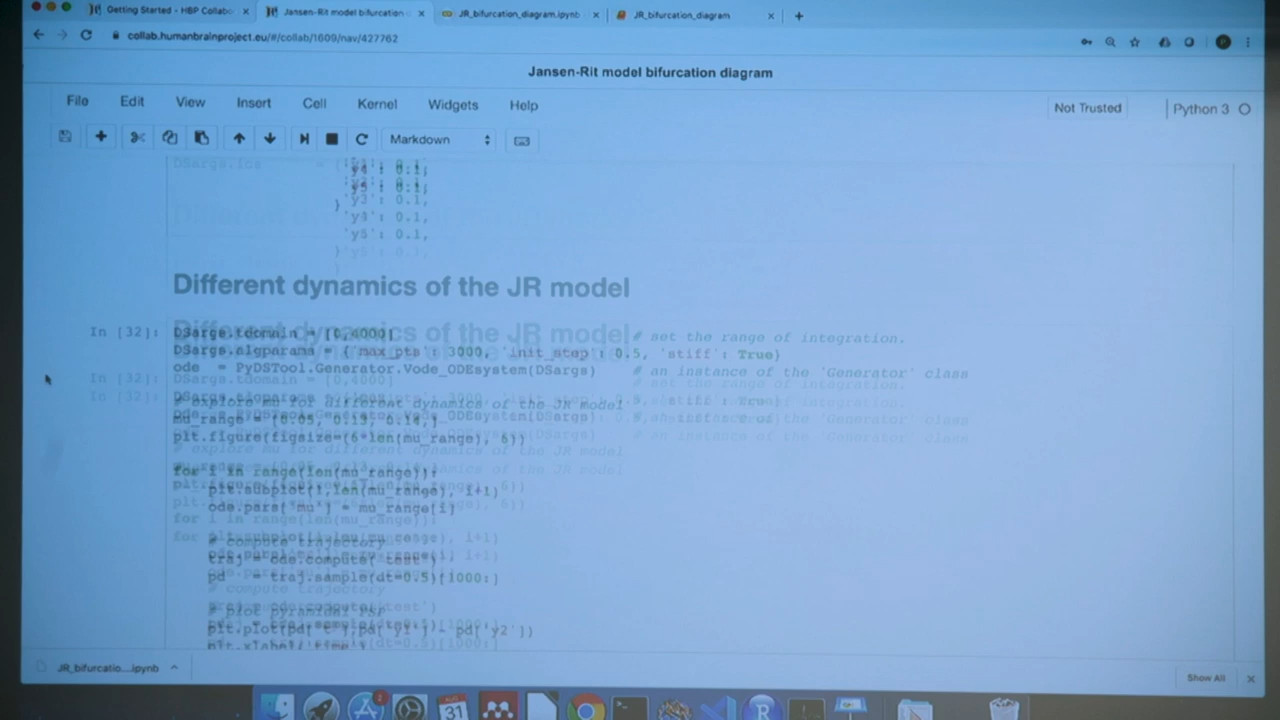 Getting Started - HBP Collabo
Jansen-Rit model bifurcation
JR_bifurcation_diagram.ipynb
JR_bifurcation_diagram
collab.humanbrainproject.eu/#/collab/1609/nav/427762
Jansen-Rit model bifurcation diagram
File Edit View Insert Cell Kernel Widgets Help
Not Trusted
Python 3
Markdown
'y3': 0.1,
'y4': 0.1,
'y5': 0.1,
}
Different dynamics of the JR model
In [32]: DSargs.tdomain = [0,4000] # set the range of integration.
DSargs.algparams = { 'max_pts': 3000, 'init_step': 0.5, 'stiff': True}
ode = PyDSTool.Generator.Vode_ODEsystem(DSargs) # an instance of the 'Generator' class
# explore mu for different dynamics of the JR model
mu_range = [0.05, 0.13,
plt.figure(figsize=(6*len(mu_range), 6))
for i in range(len(mu_range)):
plt.subplot(1,len(mu_range), i+1)
ode.pars['mu'] = mu_range[i]
# compute trajectory
traj = ode.compute('test')
pd = traj.sample(dt=0.5)[1000:]
# plot pyramidal PSP
plt.plot(pd['t'],pd['y1'] - pd['y2'])
JR_bifurcatio....ipynb
Show All
AUG
31